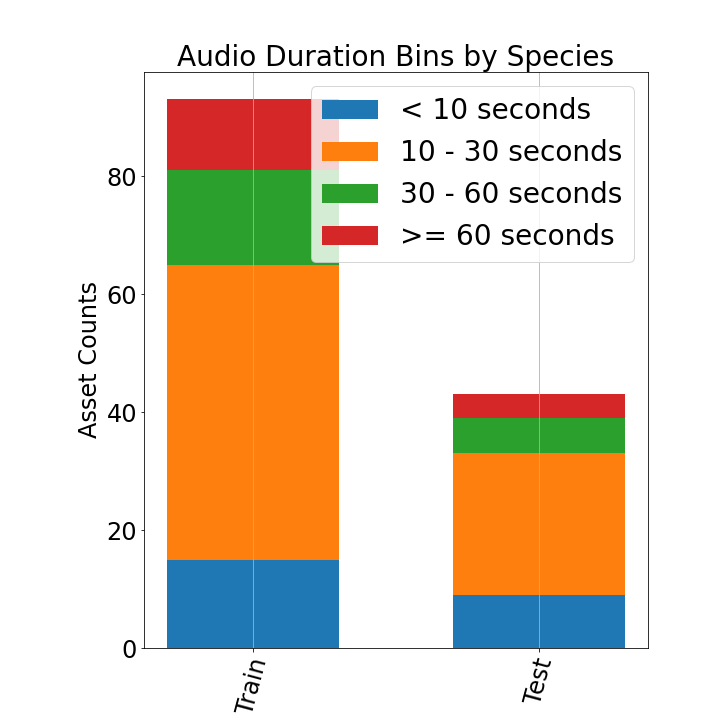 Audio Duration Bins by Species
< 10 seconds
10 - 30 seconds
30 - 60 seconds
>= 60 seconds
Asset Counts
80
60
40
20
0
Train
Test